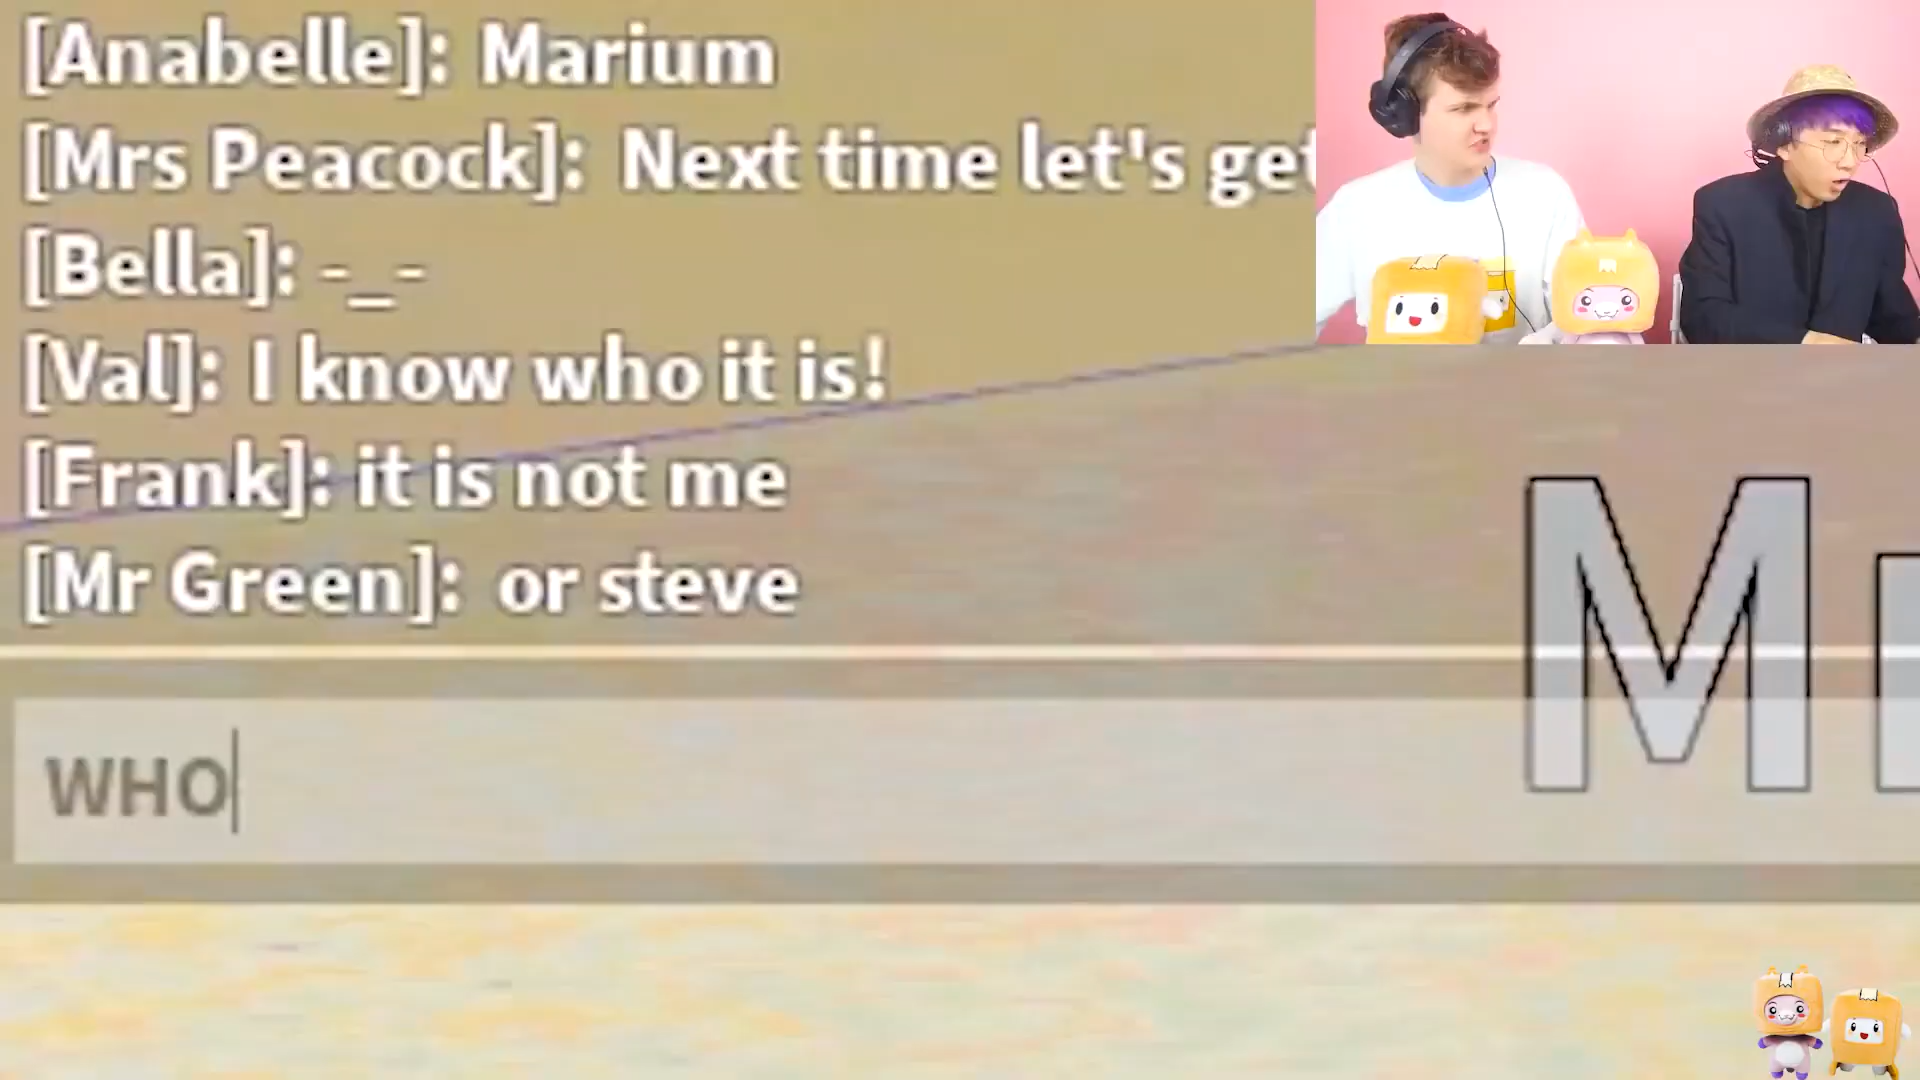 [Anabelle]: Marium
[Mrs Peacock]: Next time let's get
[Bella]: -_-
[Val]: I know who it is!
[Frank]: it is not me
[Mr Green]: or steve
WHO
M